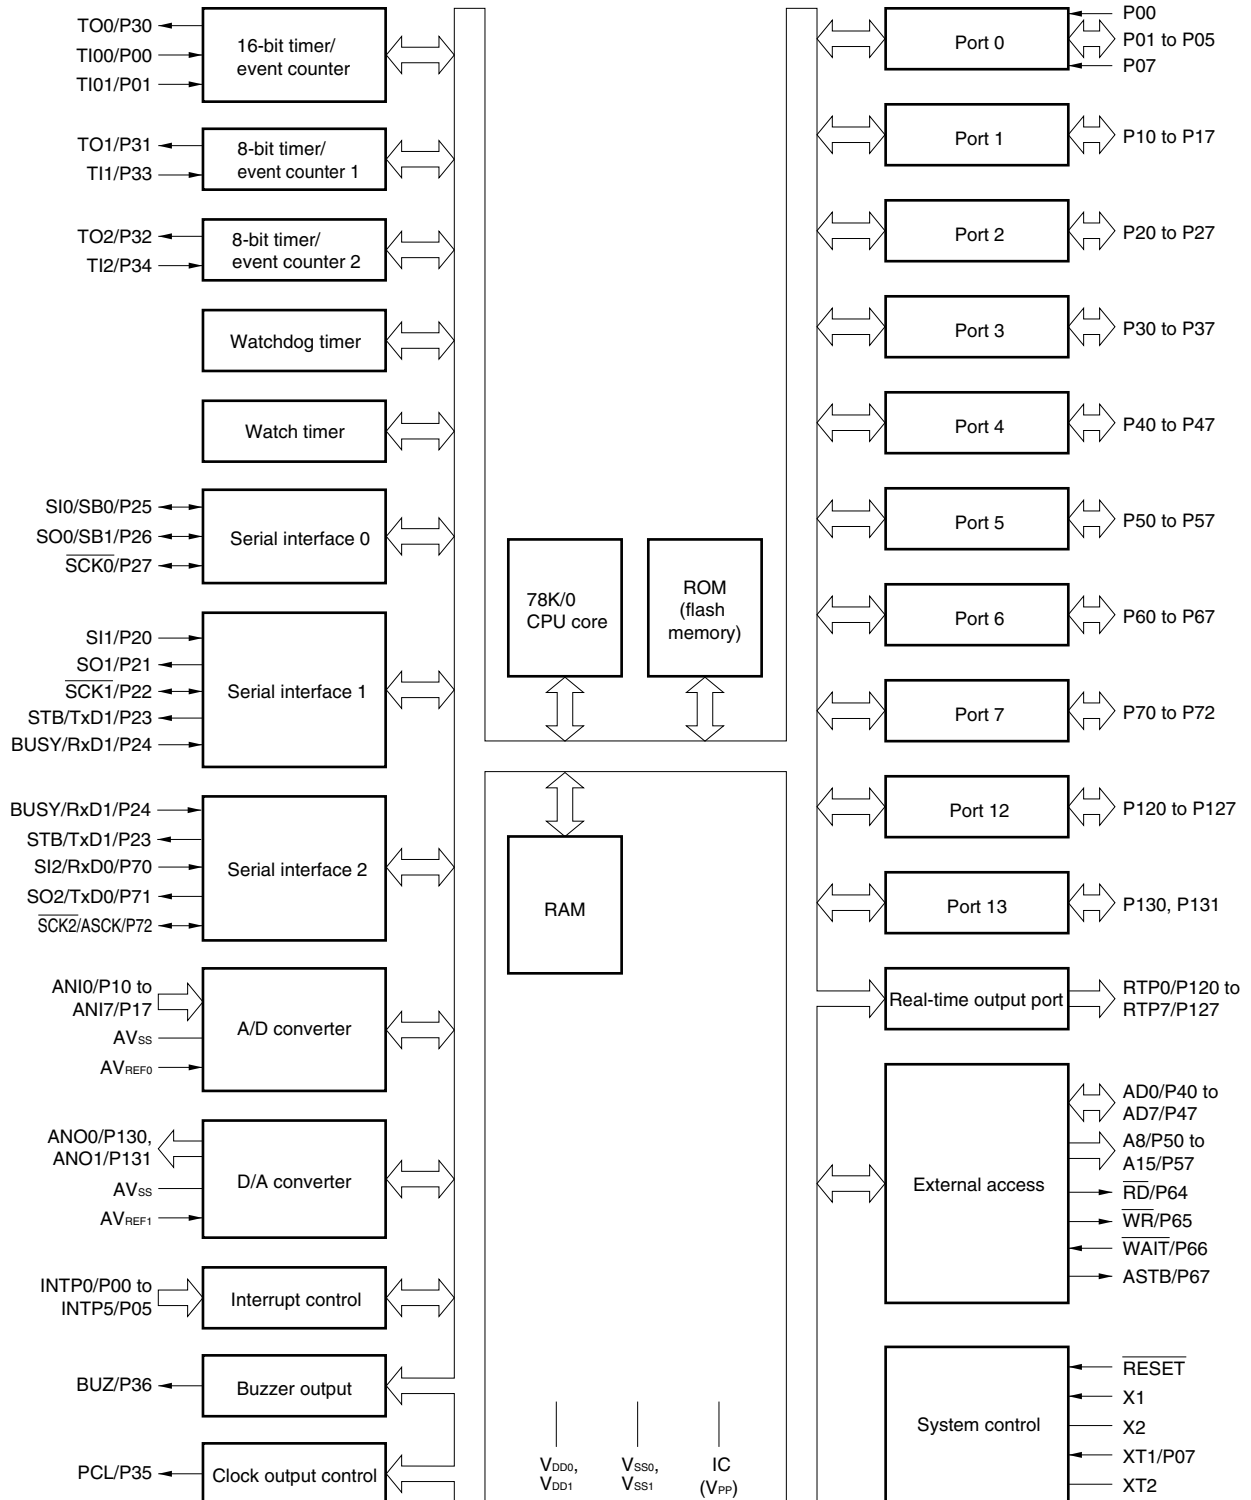 TO0/P30
TI00/P00
TI01/P01
16-bit timer/
event counter
TO1/P31
TI1/P33
8-bit timer/
event counter 1
TO2/P32
TI2/P34
8-bit timer/
event counter 2
Watchdog timer
Watch timer
SI0/SB0/P25
SO0/SB1/P26
SCK0/P27
Serial interface 0
SI1/P20
SO1/P21
SCK1/P22
STB/TxD1/P23
BUSY/RxD1/P24
Serial interface 1
BUSY/RxD1/P24
STB/TxD1/P23
SI2/RxD0/P70
SO2/TxD0/P71
SCK2/ASCK/P72
Serial interface 2
ANI0/P10 to
ANI7/P17
AVSS
AVREF0
A/D converter
ANO0/P130,
ANO1/P131
AVSS
AVREF1
D/A converter
INTP0/P00 to
INTP5/P05
Interrupt control
BUZ/P36
Buzzer output
PCL/P35
Clock output control
78K/0
CPU core
ROM
(flash
memory)
RAM
VDD0,
VDD1
VSS0,
VSS1
IC
(VPP)
Port 0
P00
P01 to P05
P07
Port 1
P10 to P17
Port 2
P20 to P27
Port 3
P30 to P37
Port 4
P40 to P47
Port 5
P50 to P57
Port 6
P60 to P67
Port 7
P70 to P72
Port 12
P120 to P127
Port 13
P130, P131
Real-time output port
RTP0/P120 to
RTP7/P127
External access
AD0/P40 to
AD7/P47
A8/P50 to
A15/P57
RD/P64
WR/P65
WAIT/P66
ASTB/P67
System control
RESET
X1
X2
XT1/P07
XT2